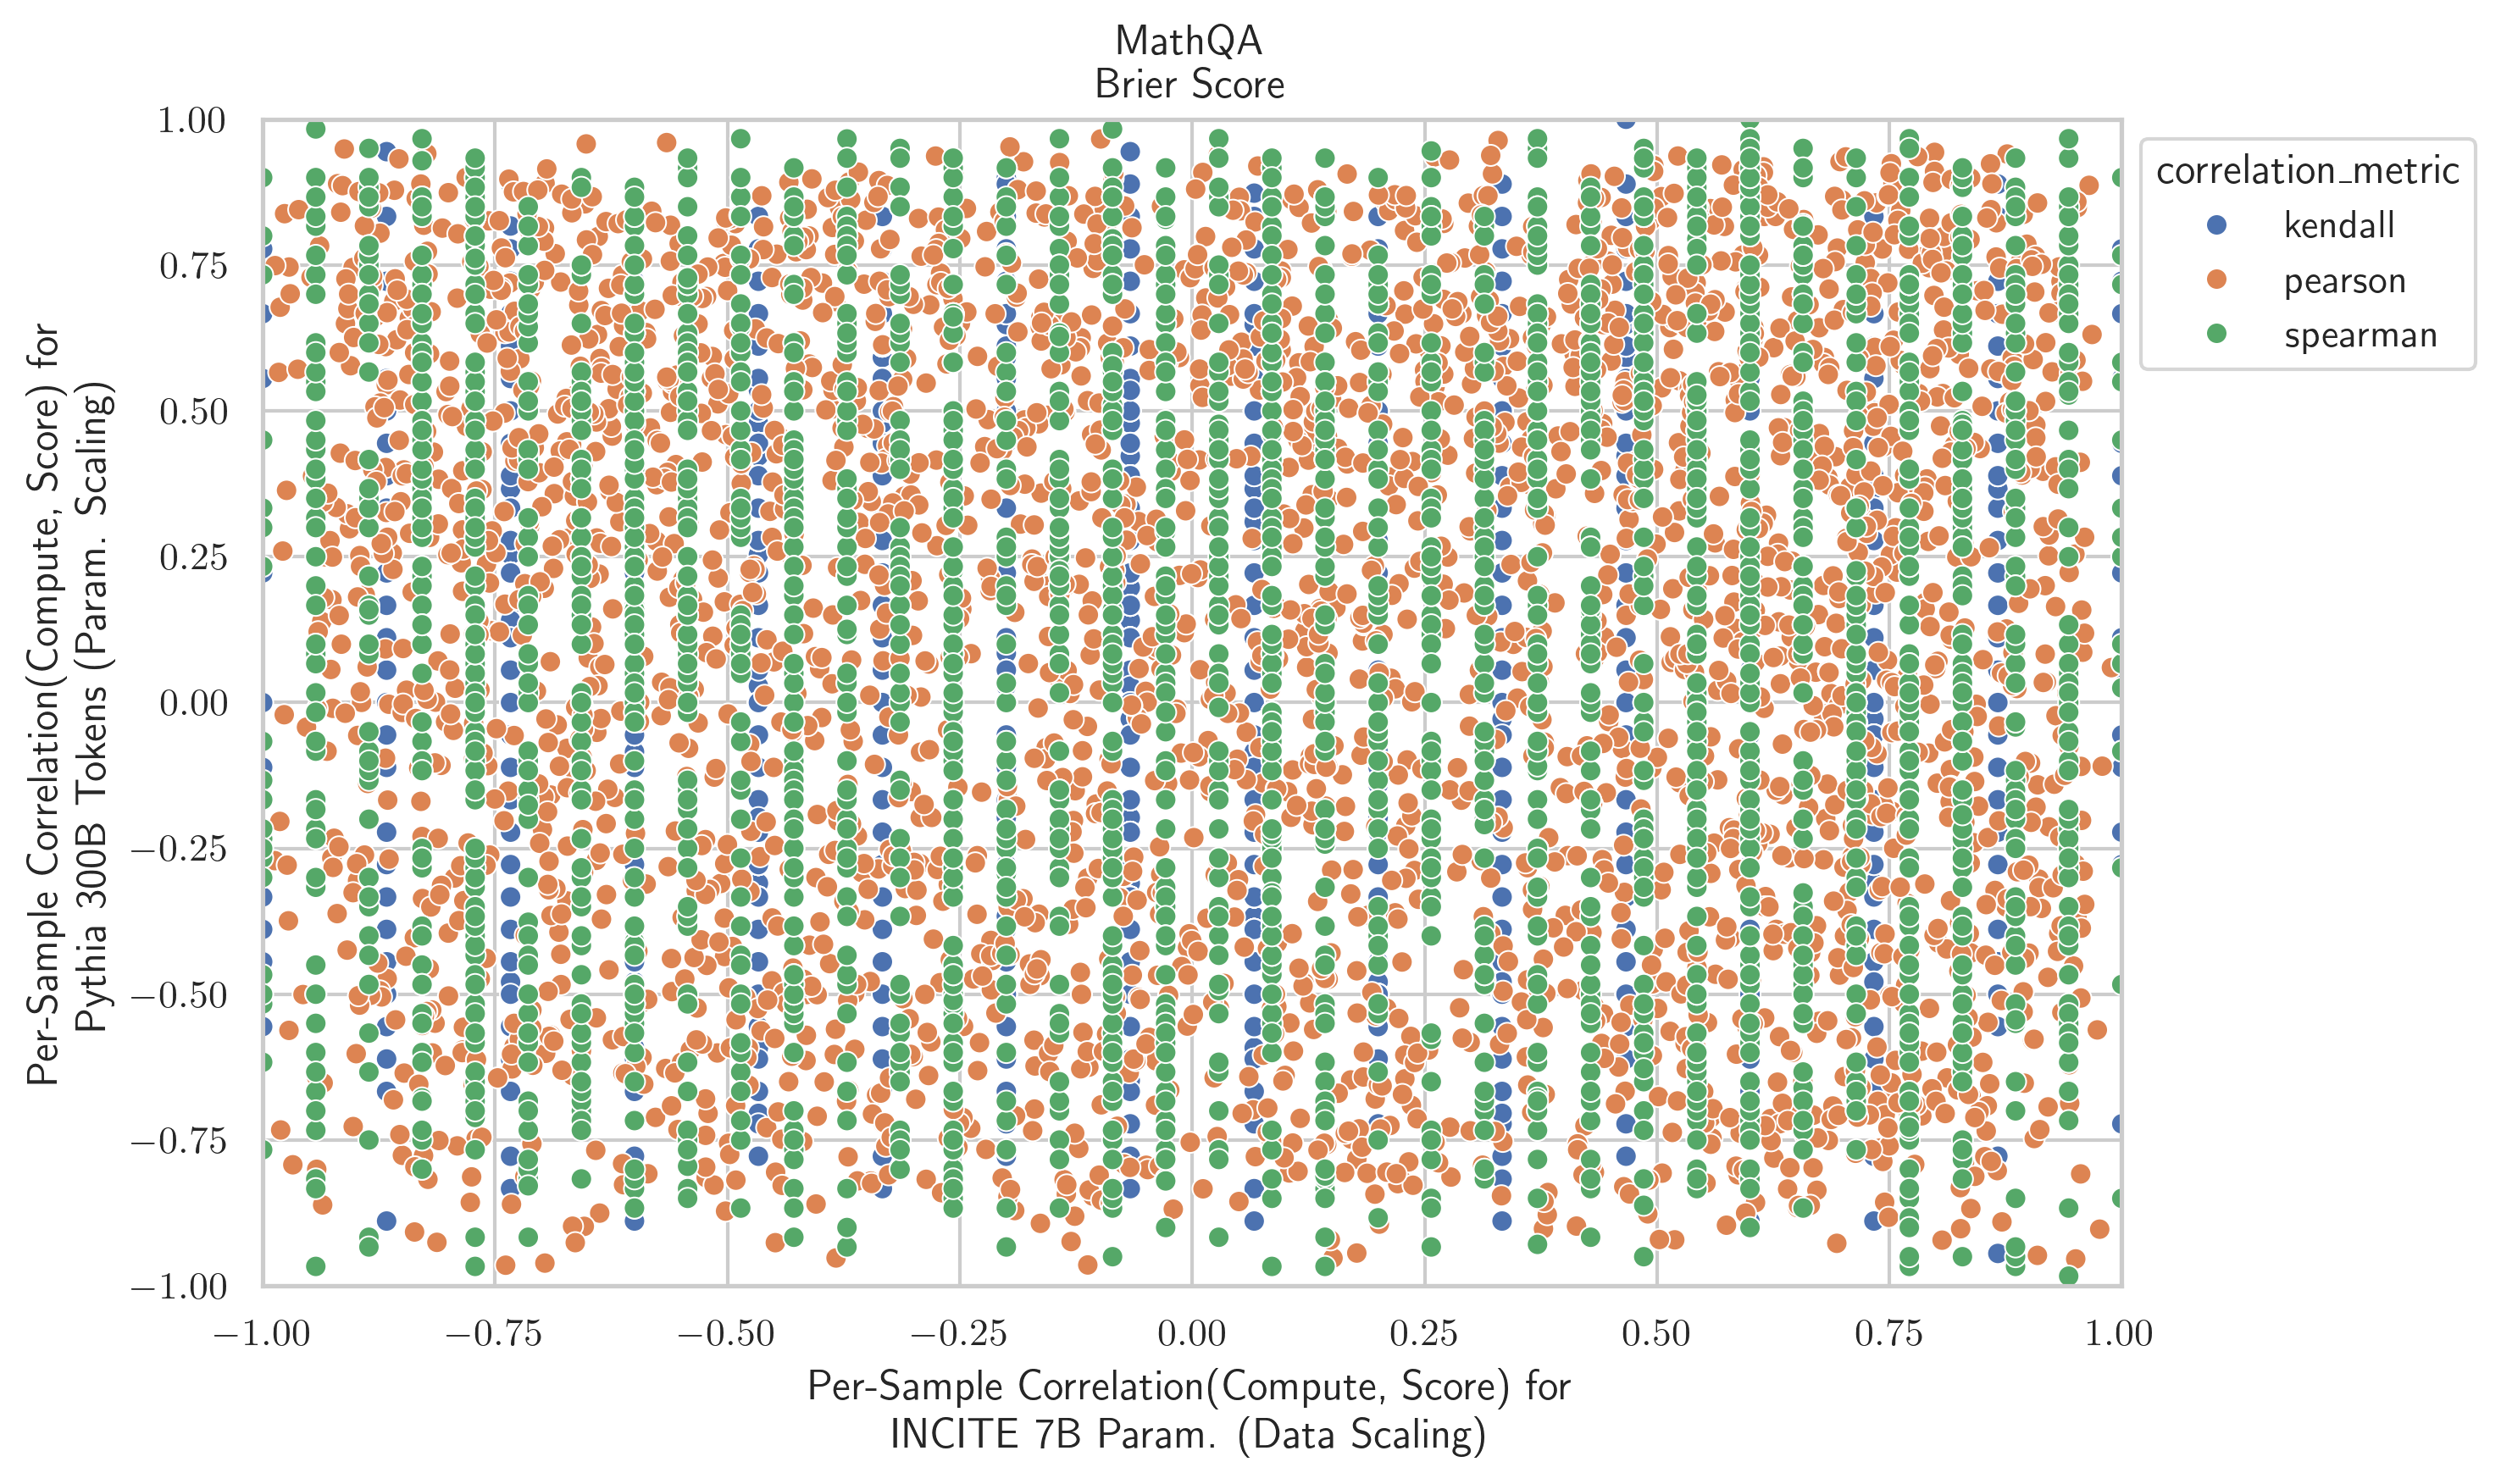 MathQA
Brier Score
Per-Sample Correlation(Compute, Score) for
Pythia 300B Tokens (Param. Scaling)
1.00
0.75
0.50
0.25
0.00
−0.25
−0.50
−0.75
−1.00
−1.00 −0.75 −0.50 −0.25 0.00 0.25 0.50 0.75 1.00
Per-Sample Correlation(Compute, Score) for
INCITE 7B Param. (Data Scaling)
correlation_metric
kendall
pearson
spearman